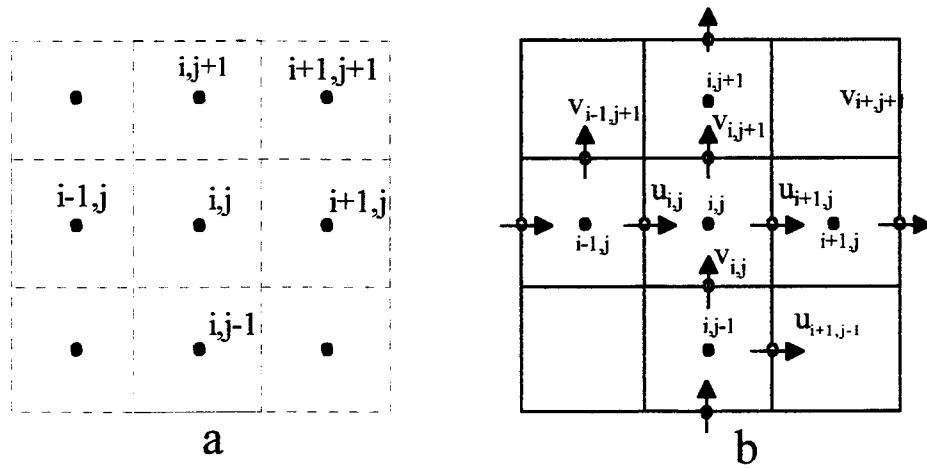 i,j+1 i+1,j+1
i-1,j i,j i+1,j
i,j-1
a
i,j+1
v_{i-1,j+1} v_{i,j+1} v_{i+,j+1}
u_{i,j} i,j u_{i+1,j}
i-1,j i+1,j
v_{i,j}
i,j-1 u_{i+1,j-1}
b